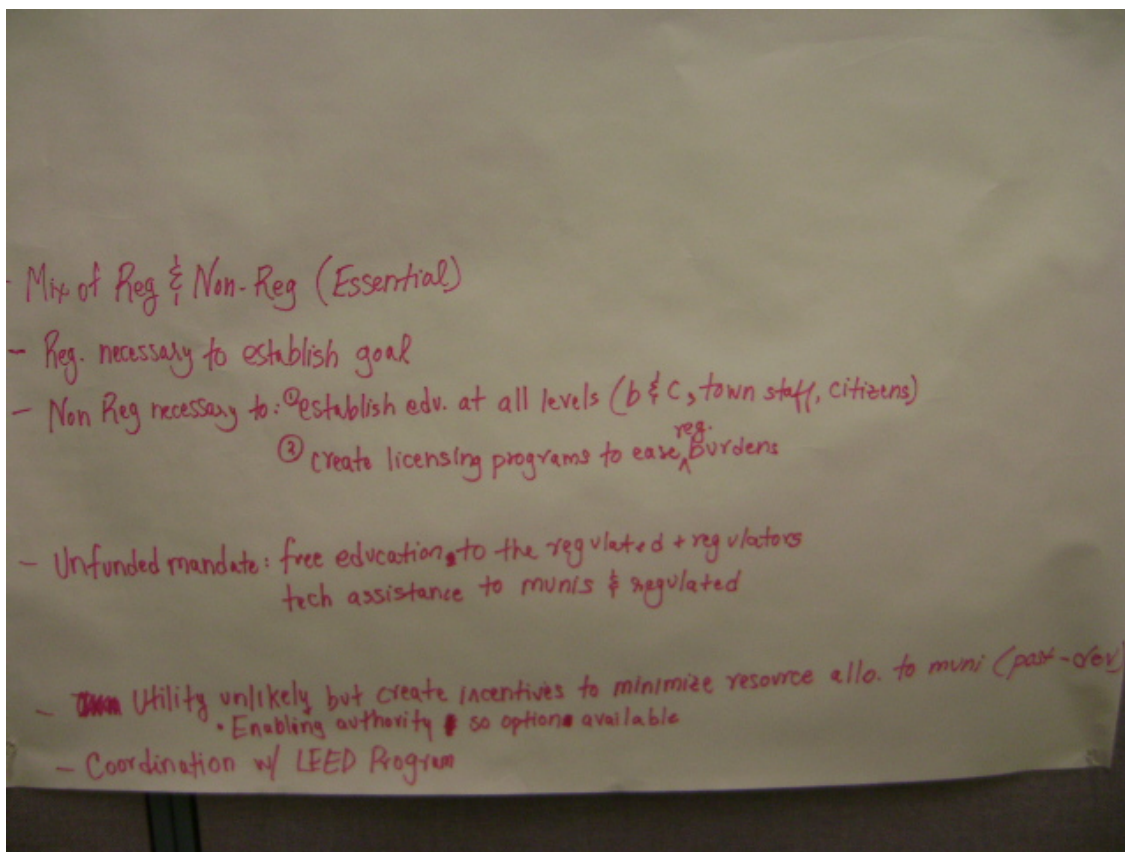 - Mix of Reg & Non-Reg (Essential)
- Reg. necessary to establish goal
- Non Reg necessary to: ① establish edu. at all levels (b & c, town staff, citizens)
② create licensing programs to ease reg. burdens
- Unfunded mandate: free education to the regulated + regulators
tech assistance to munis & regulated
- Utility unlikely but create incentives to minimize resource allo. to muni (post-dev)
• Enabling authority so option available
- Coordination w/ LEED Program